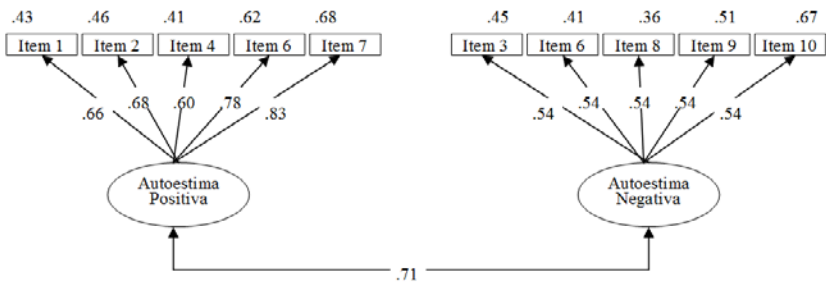 .43 .46 .41 .62 .68 .45 .41 .36 .51 .67
Item 1 Item 2 Item 4 Item 6 Item 7 Item 3 Item 6 Item 8 Item 9 Item 10
.66 .68 .60 .78 .83 .54 .54 .54 .54 .54
Autoestima Positiva
Autoestima Negativa
.71